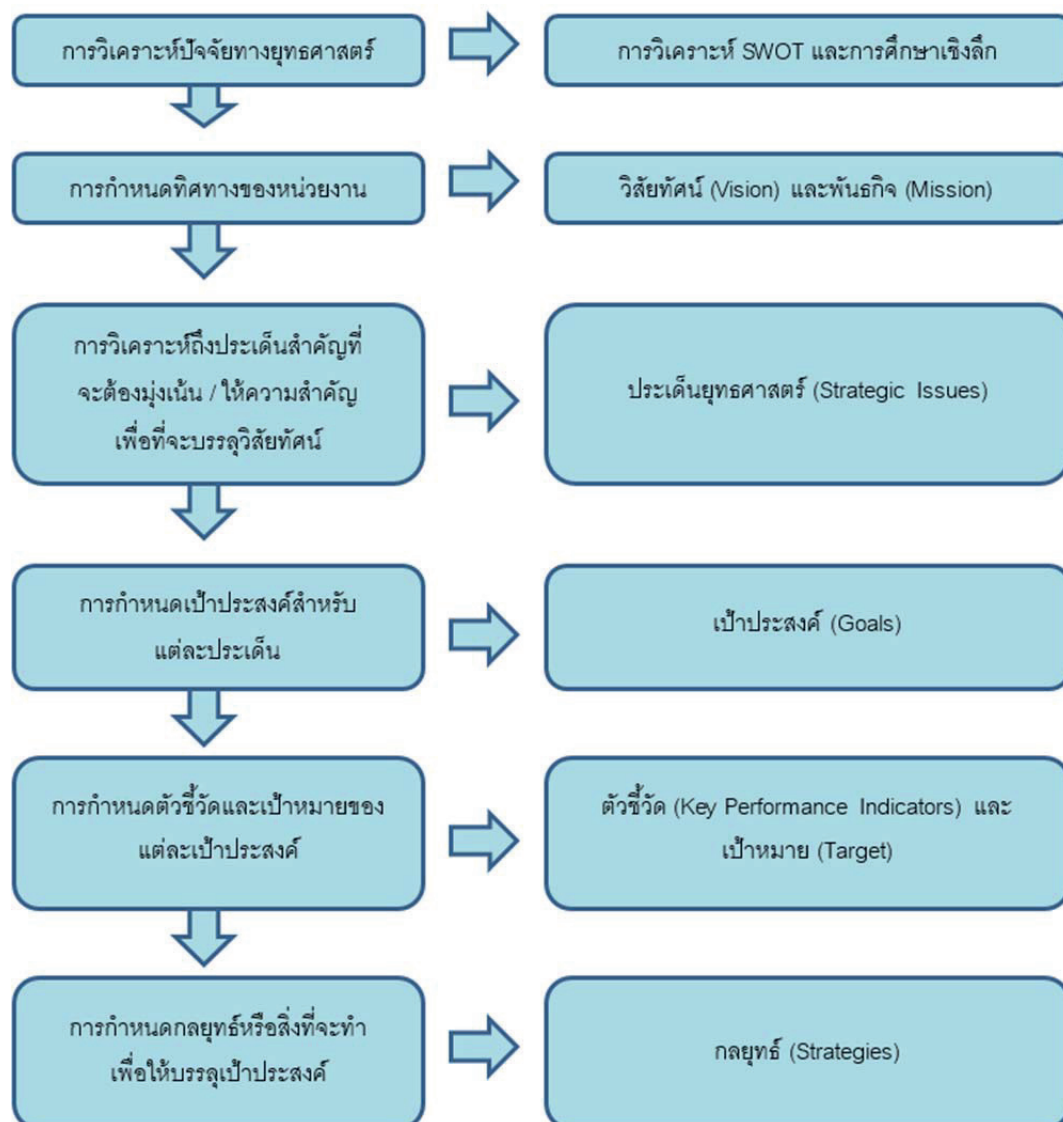 การวิเคราะห์ปัจจัยทางยุทธศาสตร์
การวิเคราะห์ SWOT และการศึกษาเชิงลึก
การกำหนดทิศทางของหน่วยงาน
วิสัยทัศน์ (Vision) และพันธกิจ (Mission)
การวิเคราะห์ถึงประเด็นสำคัญที่
จะต้องมุ่งเน้น / ให้ความสำคัญ
เพื่อที่จะบรรลุวิสัยทัศน์
ประเด็นยุทธศาสตร์ (Strategic Issues)
การกำหนดเป้าประสงค์สำหรับ
แต่ละประเด็น
เป้าประสงค์ (Goals)
การกำหนดตัวชี้วัดและเป้าหมายของ
แต่ละเป้าประสงค์
ตัวชี้วัด (Key Performance Indicators) และ
เป้าหมาย (Target)
การกำหนดกลยุทธ์หรือสิ่งที่จะทำ
เพื่อให้บรรลุเป้าประสงค์
กลยุทธ์ (Strategies)